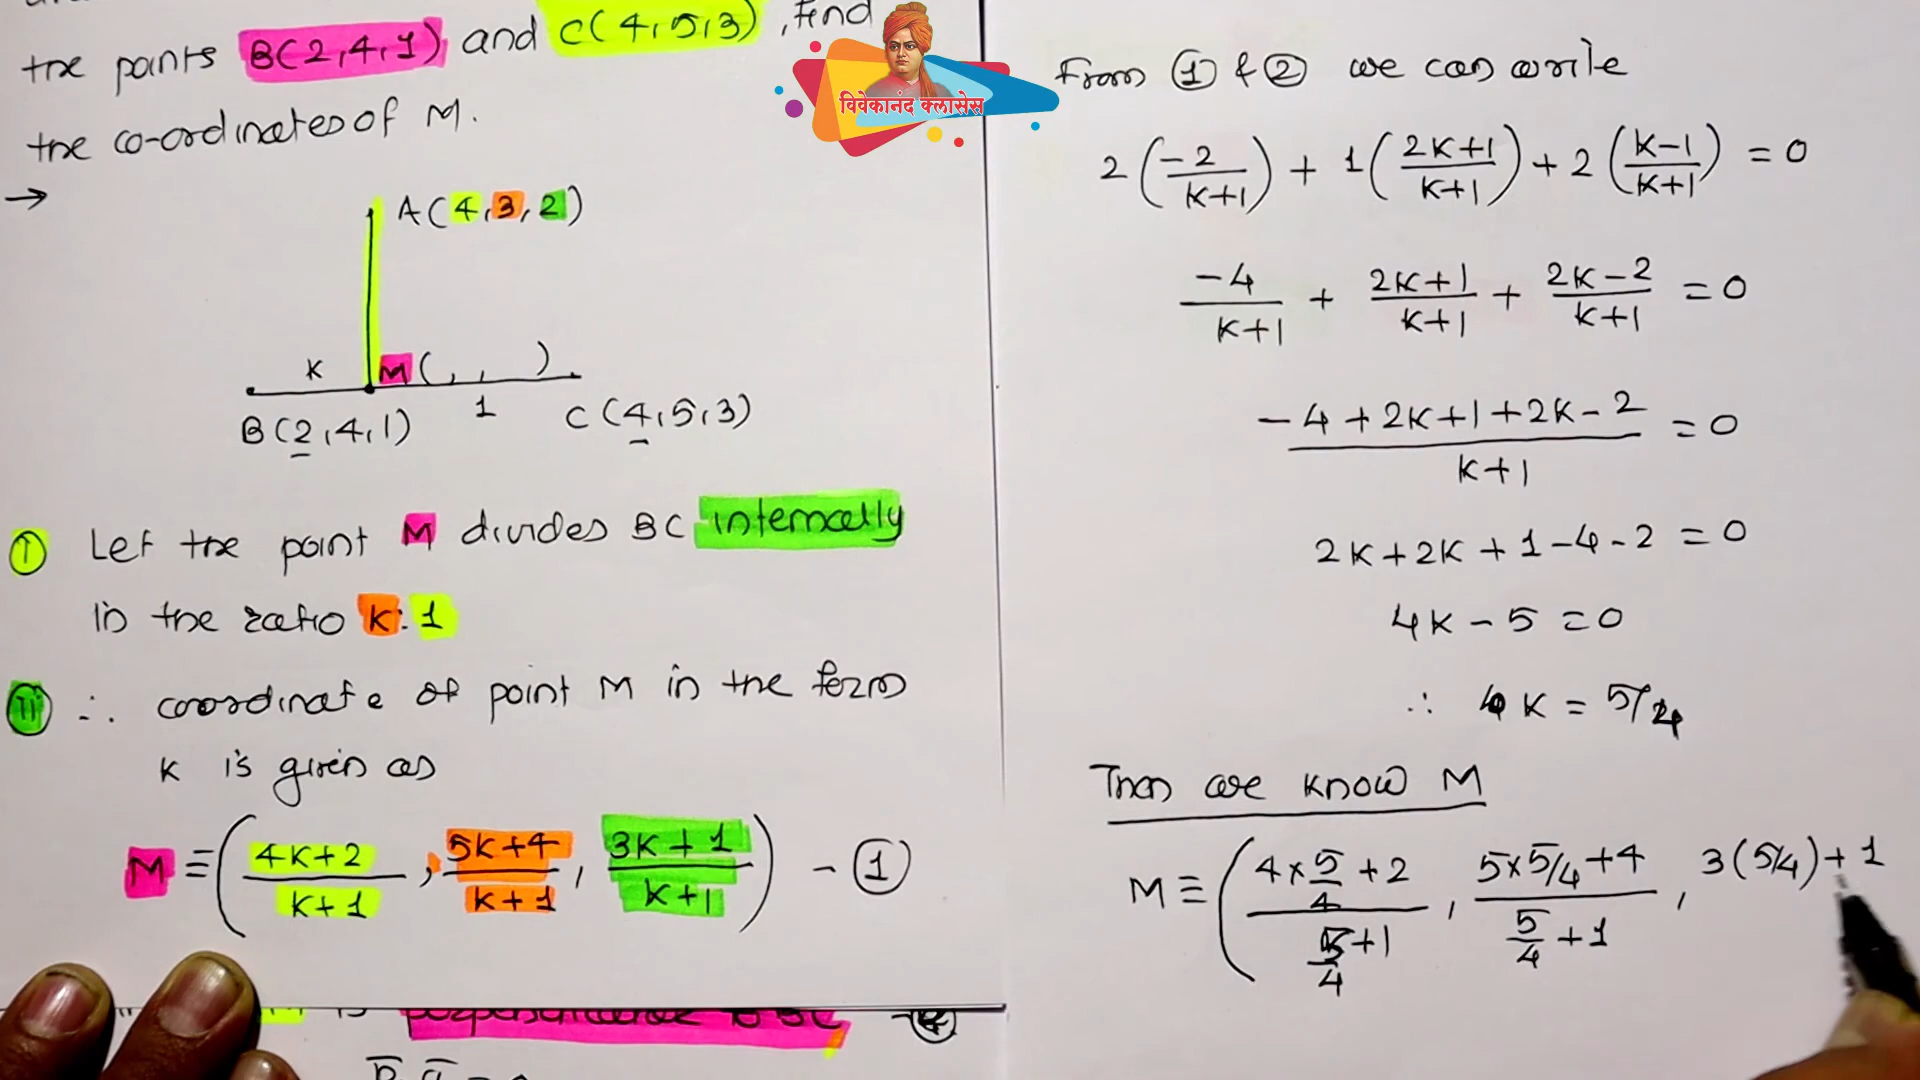 the points B(2,4,1) and C(4,5,3), find
the co-ordinates of M.
→
A(4,3,2)
K M( , , )
1
B(2,4,1) C(4,5,3)
I Let the point M divides BC internally
in the ratio K:1
II ∴ coordinate of point M in the form
K is given as
M ≡ ( 4K+2 / K+1 , 5K+4 / K+1 , 3K+1 / K+1 ) - ①
विवेकानंद क्लासेस
From ① & ② we can write
2(-2/K+1) + 1(2K+1/K+1) + 2(K-1/K+1) = 0
-4/K+1 + 2K+1/K+1 + 2K-2/K+1 = 0
-4+2K+1+2K-2 / K+1 = 0
2K+2K+1-4-2 = 0
4K-5 = 0
∴ K = 5/4
Then we know M
M ≡ ( 4×5/4+2 / 5/4+1 , 5×5/4+4 / 5/4+1 , 3(5/4)+1